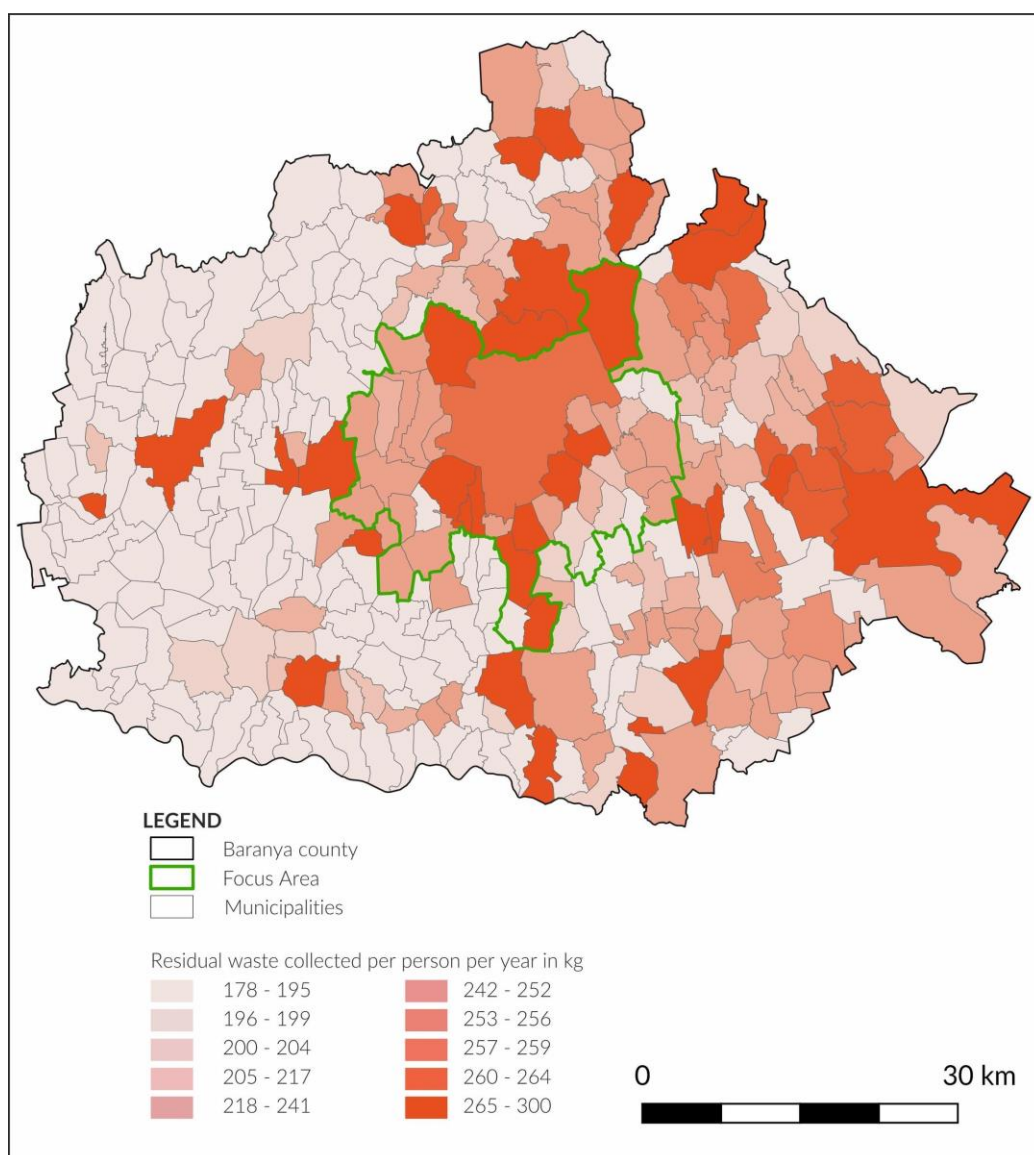 LEGEND
Baranya county
Focus Area
Municipalities
Residual waste collected per person per year in kg
178 - 195
196 - 199
200 - 204
205 - 217
218 - 241
242 - 252
253 - 256
257 - 259
260 - 264
265 - 300
0 30 km